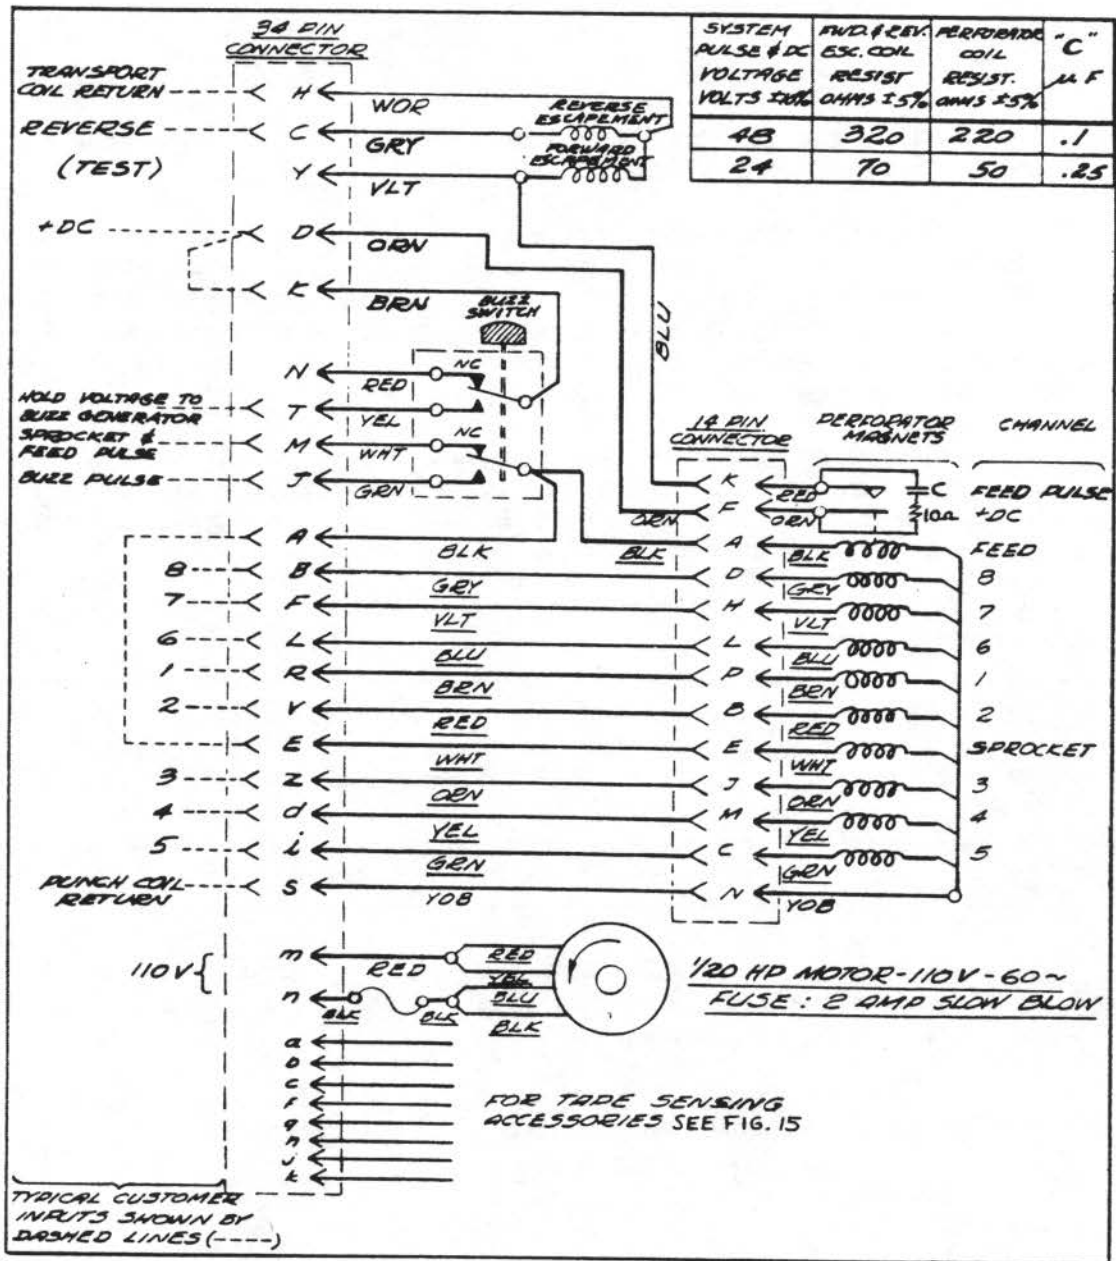 34 PIN
CONNECTOR
SYSTEM
PULSE & DC
VOLTAGE
VOLTS ±10%
FWD. & REV.
ESC. COIL
RESIST
OHMS ±5%
PERFORATOR
COIL
RESIST.
OHMS ±5%
"C"
µF
48 320 220 .1
24 70 50 .25
TRANSPORT
COIL RETURN H WOR
REVERSE
ESCAPEMENT
REVERSE C GRY
FORWARD
ESCAPEMENT
(TEST) Y VLT
+DC D ORN
K BRN
BUZZ
SWITCH
BLU
N RED NC
HOLD VOLTAGE TO
BUZZ GENERATOR T YEL
SPROCKET &
FEED PULSE M WHT NC
BUZZ PULSE J GRN
14 PIN
CONNECTOR
PERFORATOR
MAGNETS
CHANNEL
K RED C FEED PULSE
ORN F ORN 10Ω +DC
A BLK BLK A BLK FEED
8 B GRY D GRY 8
7 F VLT H VLT 7
6 L BLU L BLU 6
1 R BRN P BRN 1
2 V RED B RED 2
E WHT E WHT SPROCKET
3 Z ORN J ORN 3
4 d YEL M YEL 4
5 i GRN C GRN 5
PUNCH COIL
RETURN S YOB N YOB
110V
m RED RED
YEL
n BLK BLK BLU
BLK
1/20 HP MOTOR-110V-60~
FUSE: 2 AMP SLOW BLOW
a
b
c
f
g
h
j
k
FOR TAPE SENSING
ACCESSORIES SEE FIG. 15
TYPICAL CUSTOMER
INPUTS SHOWN BY
DASHED LINES (----)